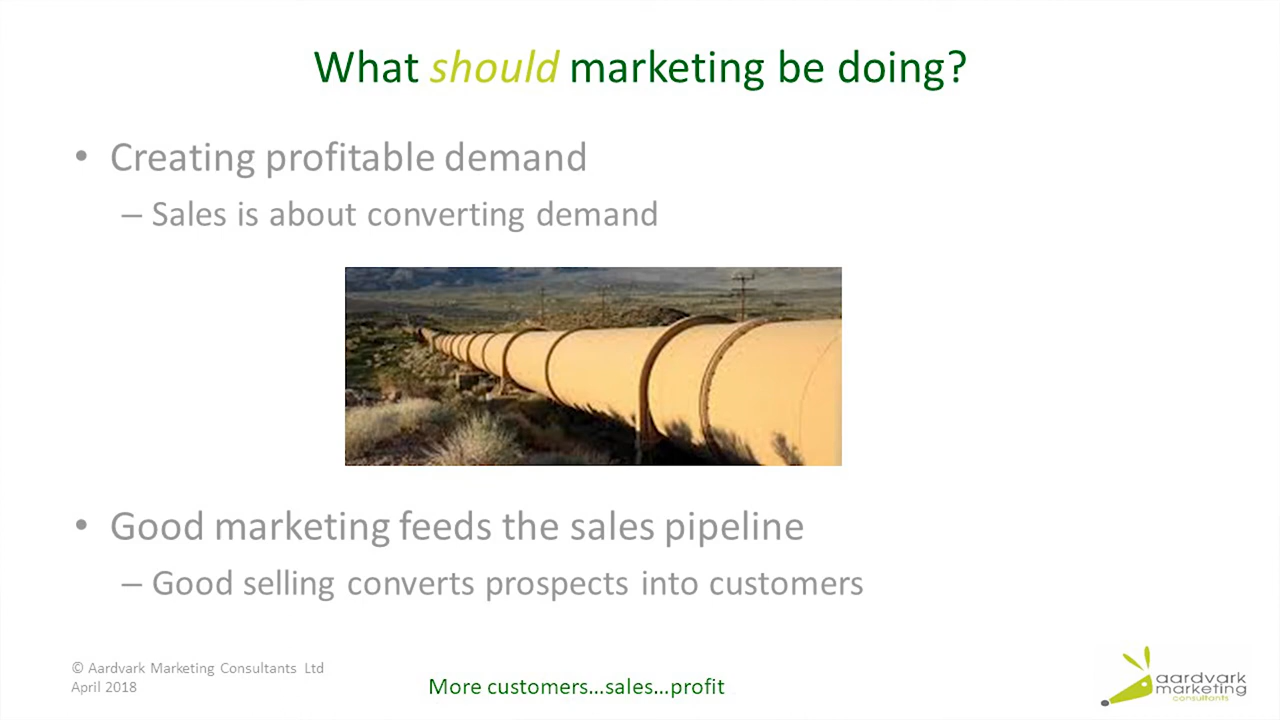 What should marketing be doing?
• Creating profitable demand
– Sales is about converting demand
• Good marketing feeds the sales pipeline
– Good selling converts prospects into customers
© Aardvark Marketing Consultants Ltd
April 2018
More customers...sales...profit
aardvark
marketing
consultants